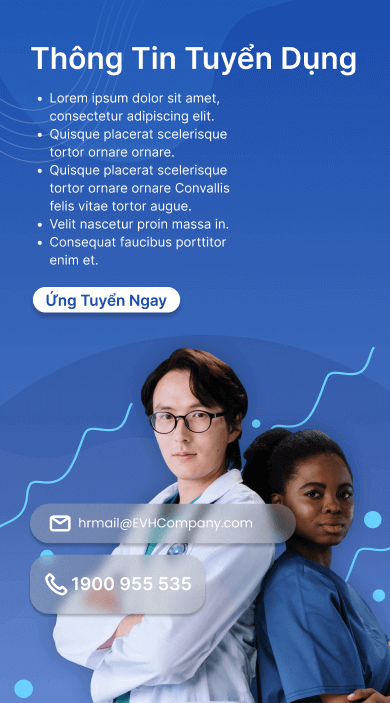 Thông Tin Tuyển Dụng
• Lorem ipsum dolor sit amet,
consectetur adipiscing elit.
• Quisque placerat scelerisque
tortor ornare ornare.
• Quisque placerat scelerisque
tortor ornare ornare Convallis
felis vitae tortor augue.
• Velit nascetur proin massa in.
• Consequat faucibus porttitor
enim et.
Ứng Tuyển Ngay
hrmail@EVHCompany.com
1900 955 535